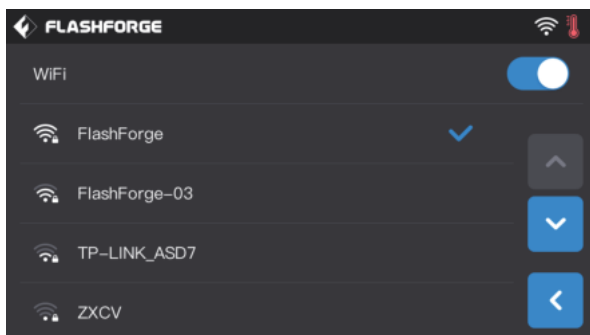 FLASHFORGE
WiFi
FlashForge
FlashForge-03
TP-LINK_ASD7
ZXCV